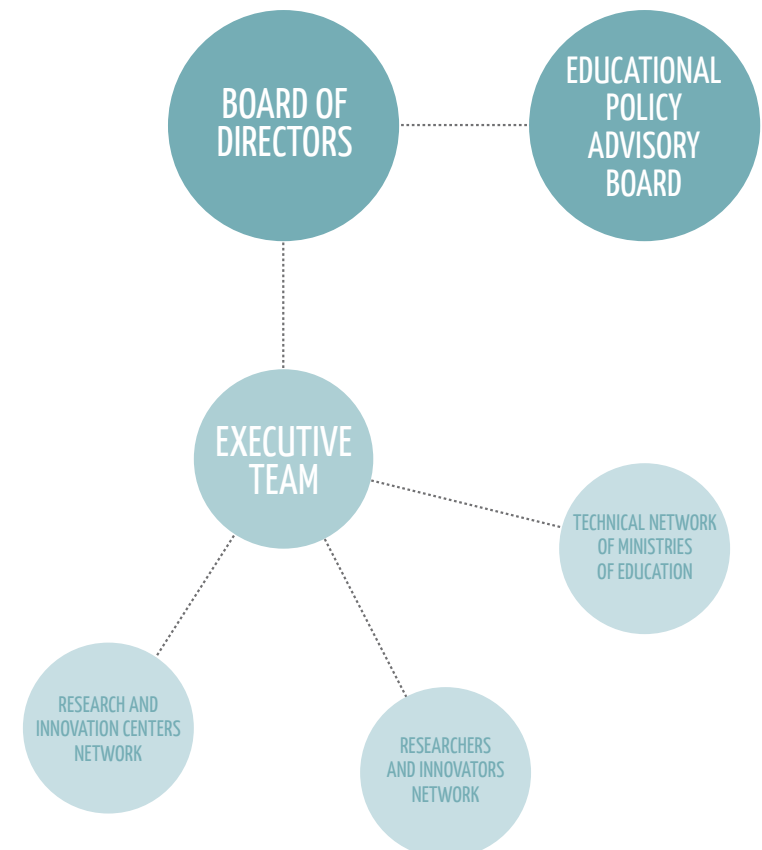 BOARD OF
DIRECTORS
EDUCATIONAL
POLICY
ADVISORY
BOARD
EXECUTIVE
TEAM
TECHNICAL NETWORK
OF MINISTRIES
OF EDUCATION
RESEARCH AND
INNOVATION CENTERS
NETWORK
RESEARCHERS
AND INNOVATORS
NETWORK